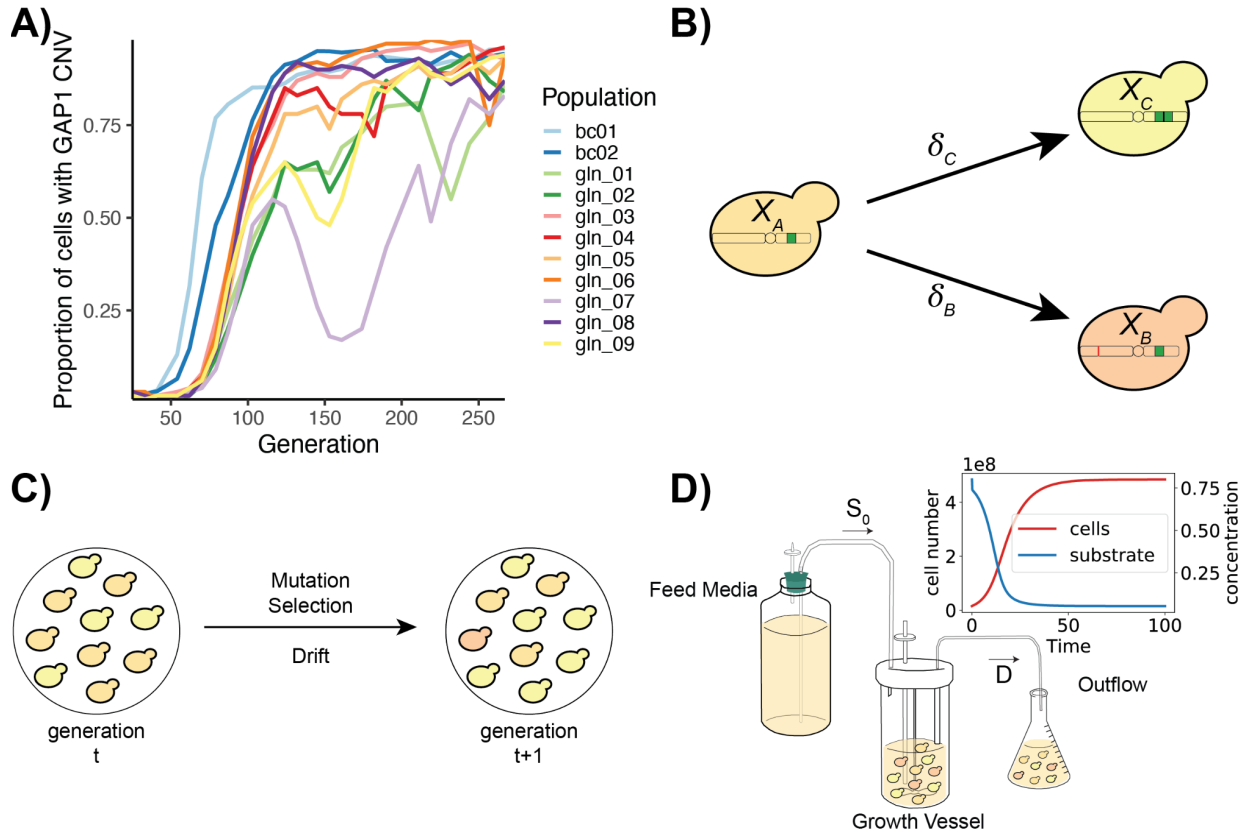 A)
Proportion of cells with GAP1 CNV
0.75
0.50
0.25
50
100
150
200
250
Generation
Population
bc01
bc02
gln_01
gln_02
gln_03
gln_04
gln_05
gln_06
gln_07
gln_08
gln_09
B)
X_A
δ_C
δ_B
X_C
X_B
C)
generation
t
Mutation
Selection
Drift
generation
t+1
D)
Feed Media
S_0
Growth Vessel
D
Outflow
1e8
cell number
4
2
0
0
50
100
Time
0.75
0.50
0.25
concentration
cells
substrate